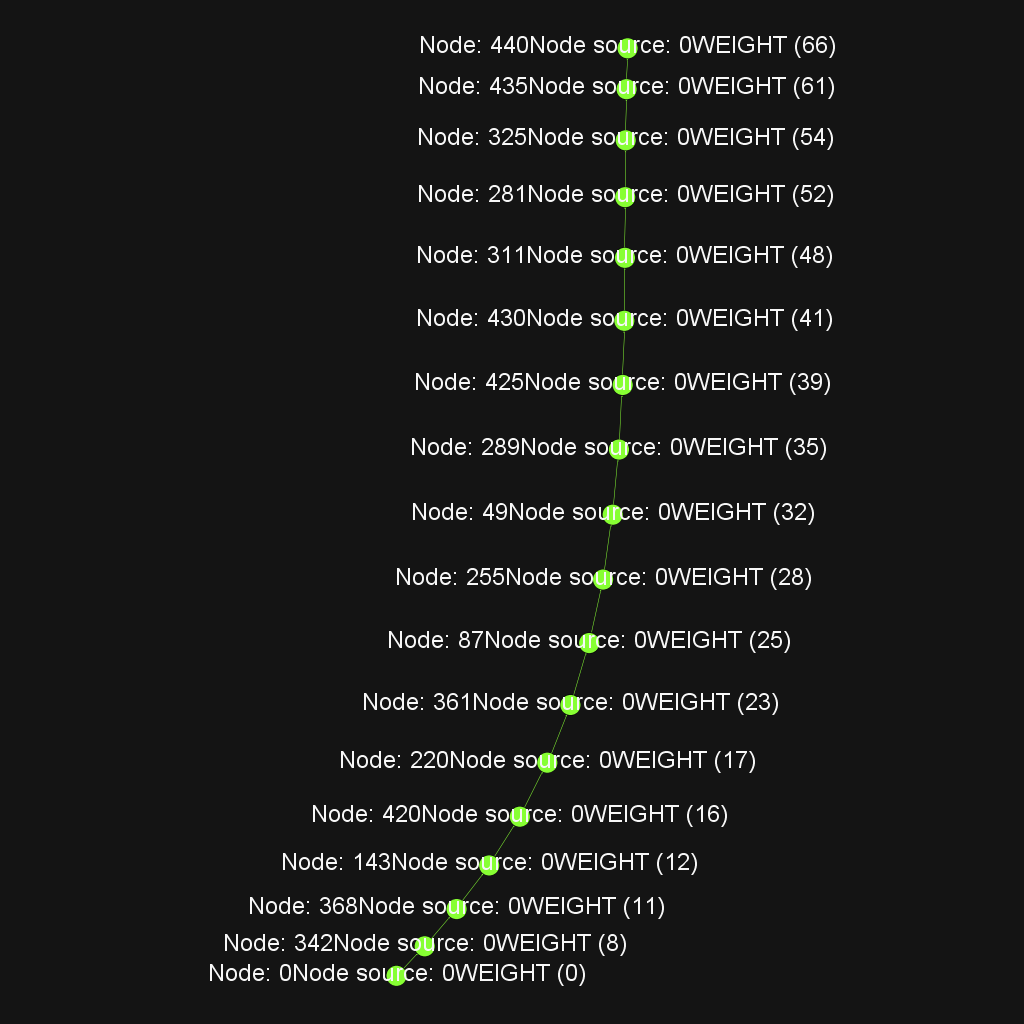 Node: 440Node source: 0WEIGHT (66)
Node: 435Node source: 0WEIGHT (61)
Node: 325Node source: 0WEIGHT (54)
Node: 281Node source: 0WEIGHT (52)
Node: 311Node source: 0WEIGHT (48)
Node: 430Node source: 0WEIGHT (41)
Node: 425Node source: 0WEIGHT (39)
Node: 289Node source: 0WEIGHT (35)
Node: 49Node source: 0WEIGHT (32)
Node: 255Node source: 0WEIGHT (28)
Node: 87Node source: 0WEIGHT (25)
Node: 361Node source: 0WEIGHT (23)
Node: 220Node source: 0WEIGHT (17)
Node: 420Node source: 0WEIGHT (16)
Node: 143Node source: 0WEIGHT (12)
Node: 368Node source: 0WEIGHT (11)
Node: 342Node source: 0WEIGHT (8)
Node: 0Node source: 0WEIGHT (0)